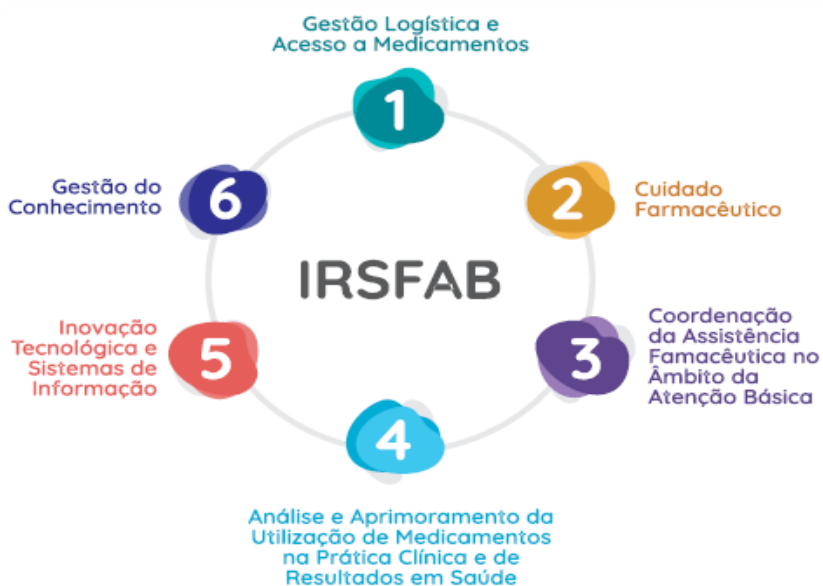 Gestão Logística e
Acesso a Medicamentos
1
2
Cuidado
Farmacêutico
3
Coordenação
da Assistência
Famacêutica no
Âmbito da
Atenção Básica
4
Análise e Aprimoramento da
Utilização de Medicamentos
na Prática Clínica e de
Resultados em Saúde
5
Inovação
Tecnológica e
Sistemas de
Informação
6
Gestão do
Conhecimento
IRSFAB